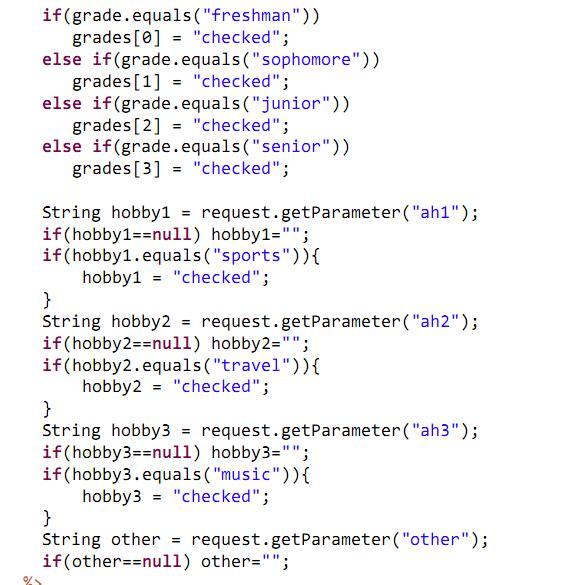 if(grade.equals("freshman"))
grades[0] = "checked";
else if(grade.equals("sophomore"))
grades[1] = "checked";
else if(grade.equals("junior"))
grades[2] = "checked";
else if(grade.equals("senior"))
grades[3] = "checked";
String hobby1 = request.getParameter("ah1");
if(hobby1==null) hobby1="";
if(hobby1.equals("sports")){
hobby1 = "checked";
}
String hobby2 = request.getParameter("ah2");
if(hobby2==null) hobby2="";
if(hobby2.equals("travel")){
hobby2 = "checked";
}
String hobby3 = request.getParameter("ah3");
if(hobby3==null) hobby3="";
if(hobby3.equals("music")){
hobby3 = "checked";
}
String other = request.getParameter("other");
if(other==null) other="";
%>